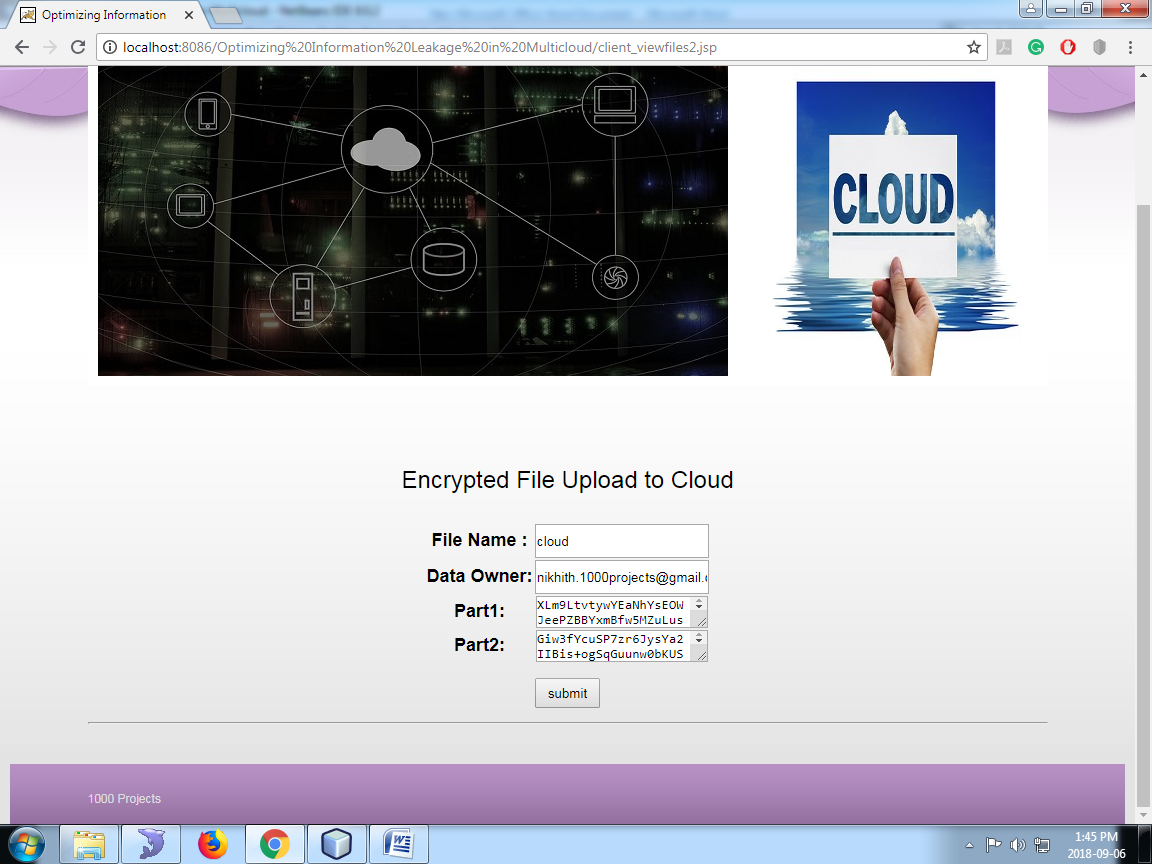 Optimizing Information
localhost:8086/Optimizing%20Information%20Leakage%20in%20Multicloud/client_viewfiles2.jsp
CLOUD
Encrypted File Upload to Cloud
File Name :
cloud
Data Owner:
nikhith.1000projects@gmail.c
Part1:
XLm9LtvtywYEaNhYsEOW
JeePZBBYxmBfw5MZuLus
Part2:
Giw3fYcuSP7zr6JysYa2
IIBis+ogSqGuunw0bKUS
submit
1000 Projects
1:45 PM
2018-09-06